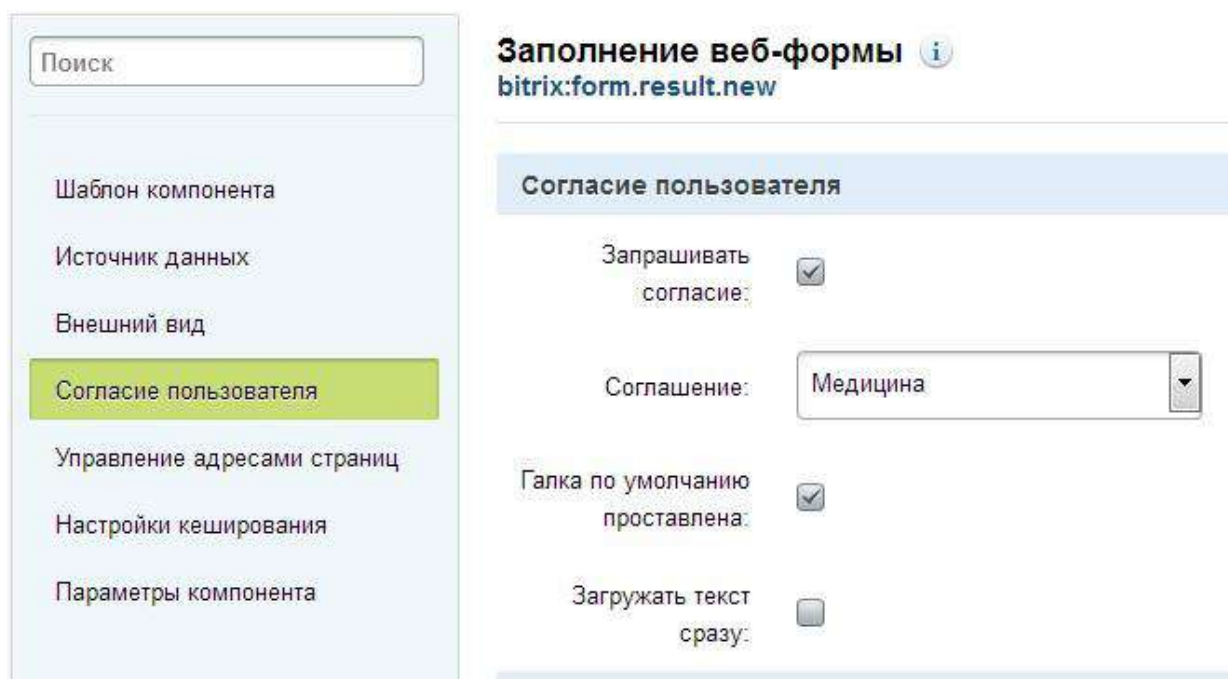 Поиск
Шаблон компонента
Источник данных
Внешний вид
Согласие пользователя
Управление адресами страниц
Настройки кеширования
Параметры компонента
Заполнение веб-формы i
bitrix:form.result.new
Согласие пользователя
Запрашивать
согласие:
Соглашение: Медицина
Галка по умолчанию
проставлена:
Загружать текст
сразу: